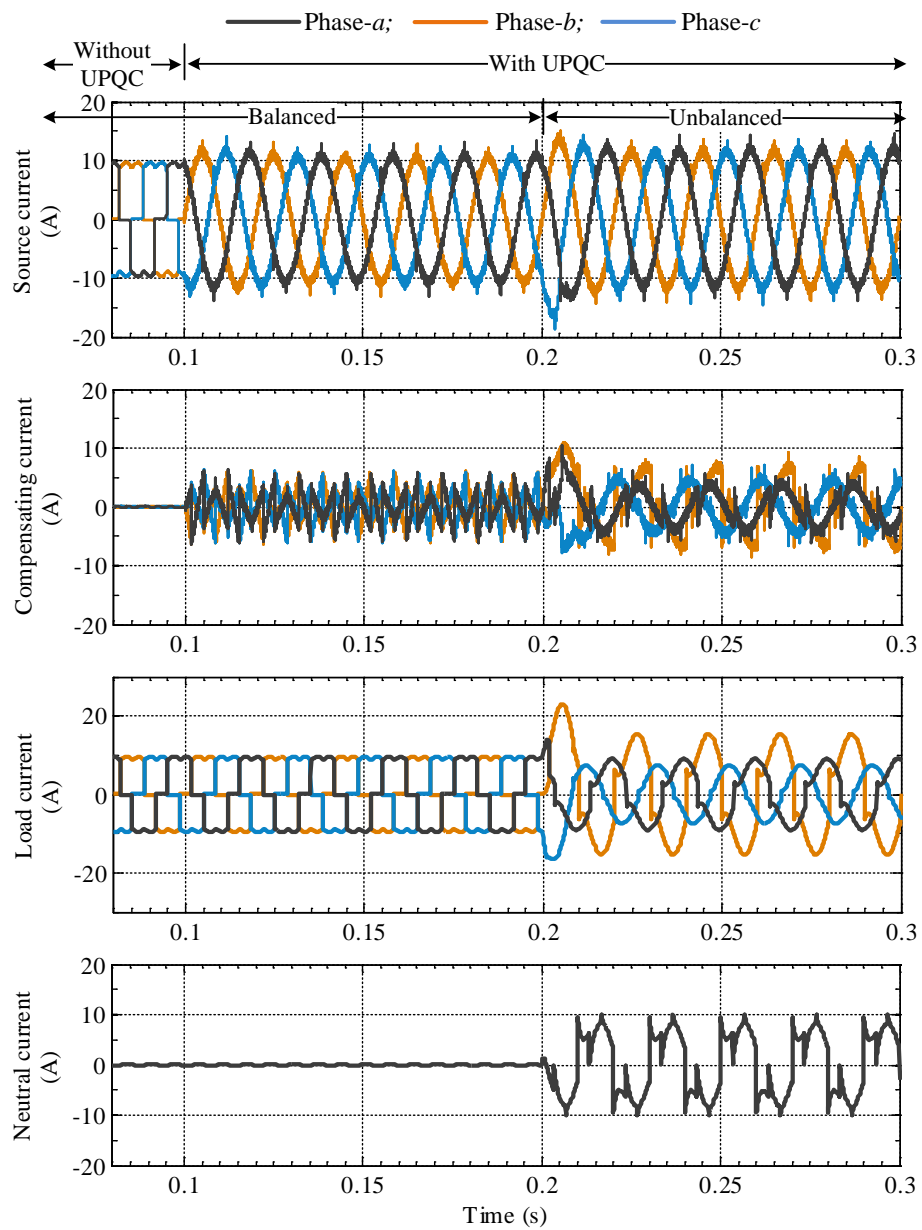 Phase-a; Phase-b; Phase-c
Without
UPQC
With UPQC
Balanced
Unbalanced
Source current
(A)
20
10
0
-10
-20
0.1 0.15 0.2 0.25 0.3
Compensating current
(A)
20
10
0
-10
-20
0.1 0.15 0.2 0.25 0.3
Load current
(A)
20
0
-20
0.1 0.15 0.2 0.25 0.3
Neutral current
(A)
20
10
0
-10
-20
0.1 0.15 0.2 0.25 0.3
Time (s)